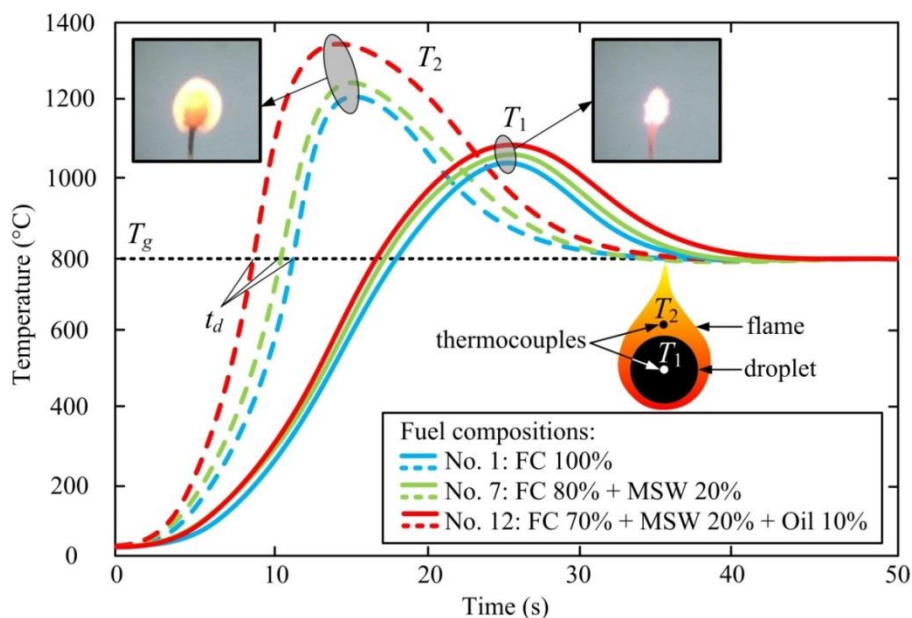 1400
1200
1000
800
600
400
200
0
Temperature (°C)
T₂
T₁
T_g
t_d
T₂
thermocouples
flame
T₁
droplet
Fuel compositions:
No. 1: FC 100%
No. 7: FC 80% + MSW 20%
No. 12: FC 70% + MSW 20% + Oil 10%
0 10 20 30 40 50
Time (s)